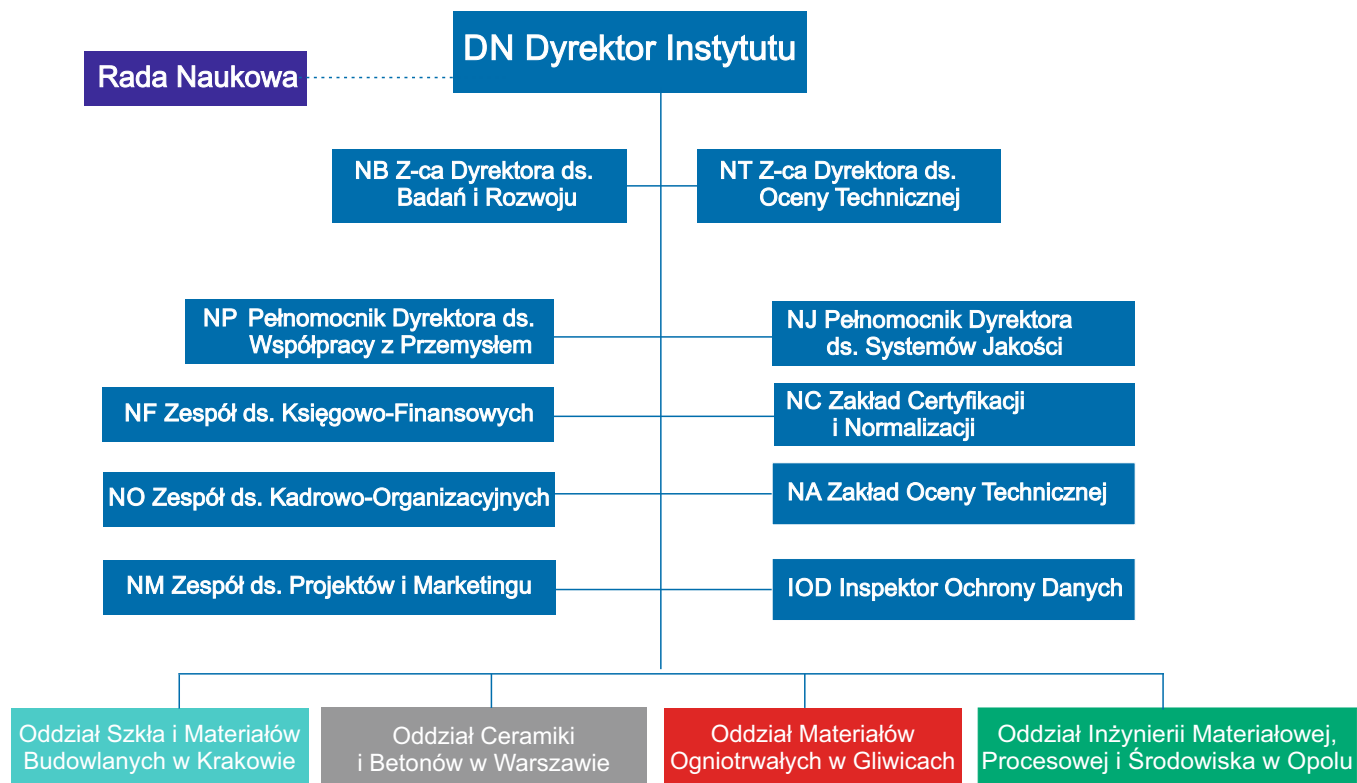 DN Dyrektor Instytutu
Rada Naukowa
NB Z-ca Dyrektora ds.
Badań i Rozwoju
NT Z-ca Dyrektora ds.
Oceny Technicznej
NP Pełnomocnik Dyrektora ds.
Współpracy z Przemysłem
NJ Pełnomocnik Dyrektora
ds. Systemów Jakości
NF Zespół ds. Księgowo-Finansowych
NC Zakład Certyfikacji
i Normalizacji
NO Zespół ds. Kadrowo-Organizacyjnych
NA Zakład Oceny Technicznej
NM Zespół ds. Projektów i Marketingu
IOD Inspektor Ochrony Danych
Oddział Szkła i Materiałów
Budowlanych w Krakowie
Oddział Ceramiki
i Betonów w Warszawie
Oddział Materiałów
Ogniotrwałych w Gliwicach
Oddział Inżynierii Materiałowej,
Procesowej i Środowiska w Opolu